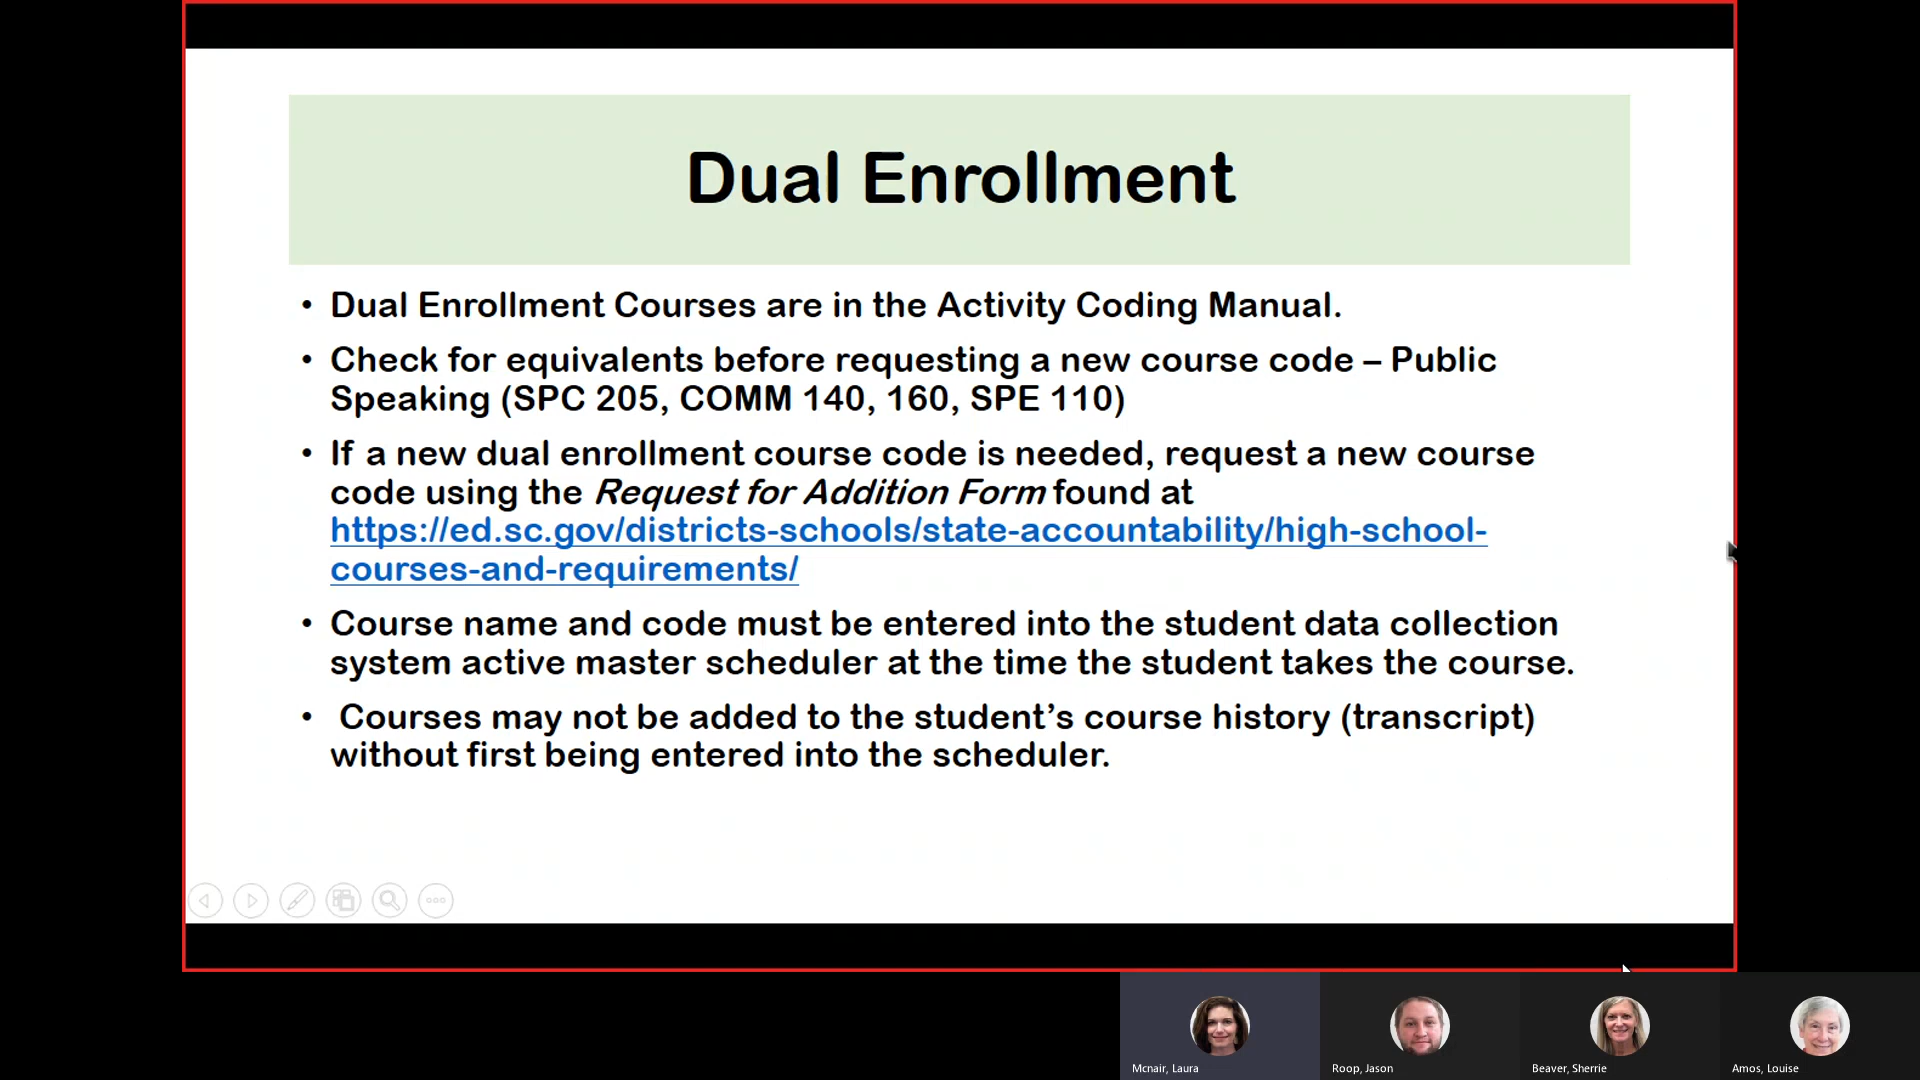 Dual Enrollment
• Dual Enrollment Courses are in the Activity Coding Manual.
• Check for equivalents before requesting a new course code – Public
Speaking (SPC 205, COMM 140, 160, SPE 110)
• If a new dual enrollment course code is needed, request a new course
code using the Request for Addition Form found at
https://ed.sc.gov/districts-schools/state-accountability/high-school-
courses-and-requirements/
• Course name and code must be entered into the student data collection
system active master scheduler at the time the student takes the course.
• Courses may not be added to the student’s course history (transcript)
without first being entered into the scheduler.
Mcnair, Laura
Roop, Jason
Beaver, Sherrie
Amos, Louise